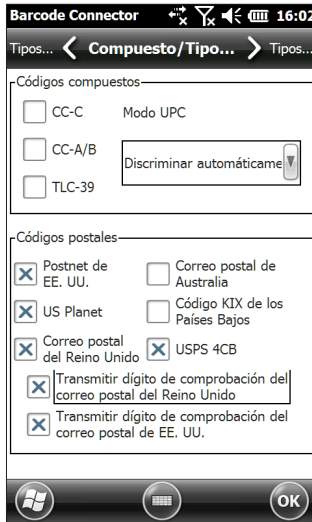 Barcode Connector 16:02
Tipos... Compuesto/Tipo... Tipos...
Códigos compuestos
CC-C Modo UPC
CC-A/B
Discriminar automáticame
TLC-39
Códigos postales
Postnet de
EE. UU.
Correo postal de
Australia
US Planet
Código KIX de los
Países Bajos
Correo postal
del Reino Unido
USPS 4CB
Transmitir dígito de comprobación del
correo postal del Reino Unido
Transmitir dígito de comprobación del
correo postal de EE. UU.
OK